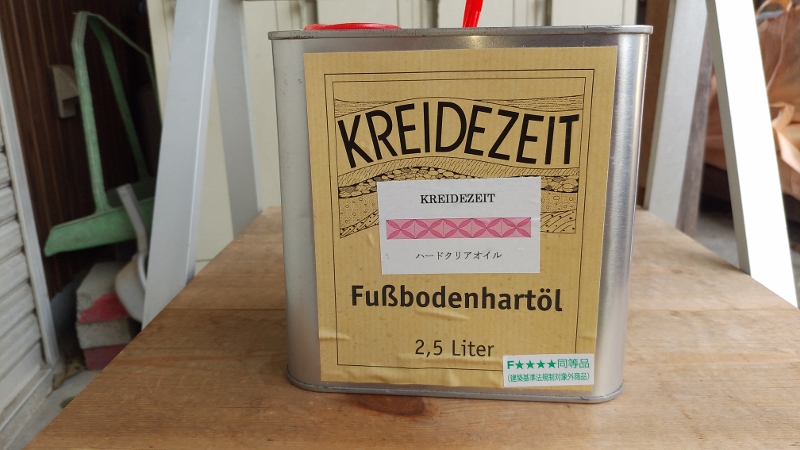 KREIDEZEIT
KREIDEZEIT
ハードクリアオイル
Fußbodenhartöl
2,5 Liter
F★★★★同等品
(建築基準法規制対象外商品)